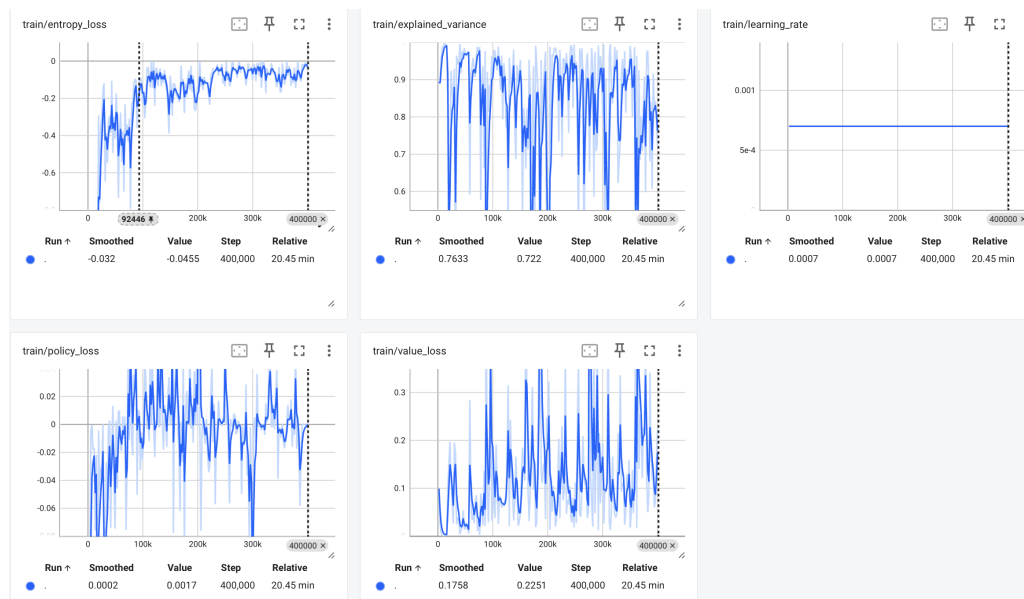 train/entropy_loss
0
-0.2
-0.4
-0.6
0
92446
200k
300k
400000 ×
Run ↑ Smoothed Value Step Relative
. -0.032 -0.0455 400,000 20.45 min
train/explained_variance
0.9
0.8
0.7
0.6
0
100k
200k
300k
400000 ×
Run ↑ Smoothed Value Step Relative
. 0.7633 0.722 400,000 20.45 min
train/learning_rate
0.001
5e-4
0
100k
200k
300k
400000 ×
Run ↑ Smoothed Value Step Relative
. 0.0007 0.0007 400,000 20.45 min
train/policy_loss
0.02
0
-0.02
-0.04
-0.06
0
100k
200k
300k
400000 ×
Run ↑ Smoothed Value Step Relative
. 0.0002 0.0017 400,000 20.45 min
train/value_loss
0.3
0.2
0.1
0
100k
200k
300k
400000 ×
Run ↑ Smoothed Value Step Relative
. 0.1758 0.2251 400,000 20.45 min